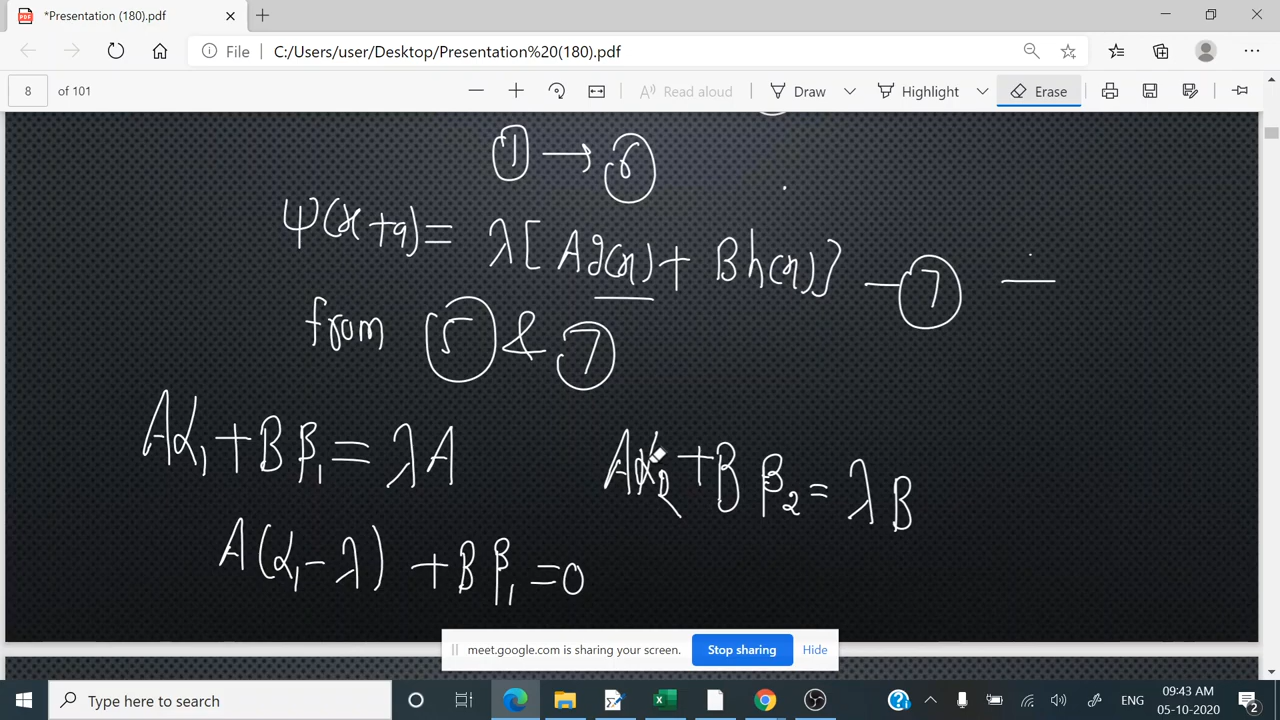 *Presentation (180).pdf
File C:/Users/user/Desktop/Presentation%20(180).pdf
8 of 101 Read aloud Draw Highlight Erase
① → ⑥
ψ(x+a) = λ[Ag(x) + Bh(x)} — ⑦ —
from ⑤ & ⑦
Aα₁ + Bβ₁ = λA Aα₂ + Bβ₂ = λB
A(α₁ - λ) + Bβ₁ = 0
meet.google.com is sharing your screen. Stop sharing Hide
Type here to search ENG 09:43 AM
05-10-2020 2